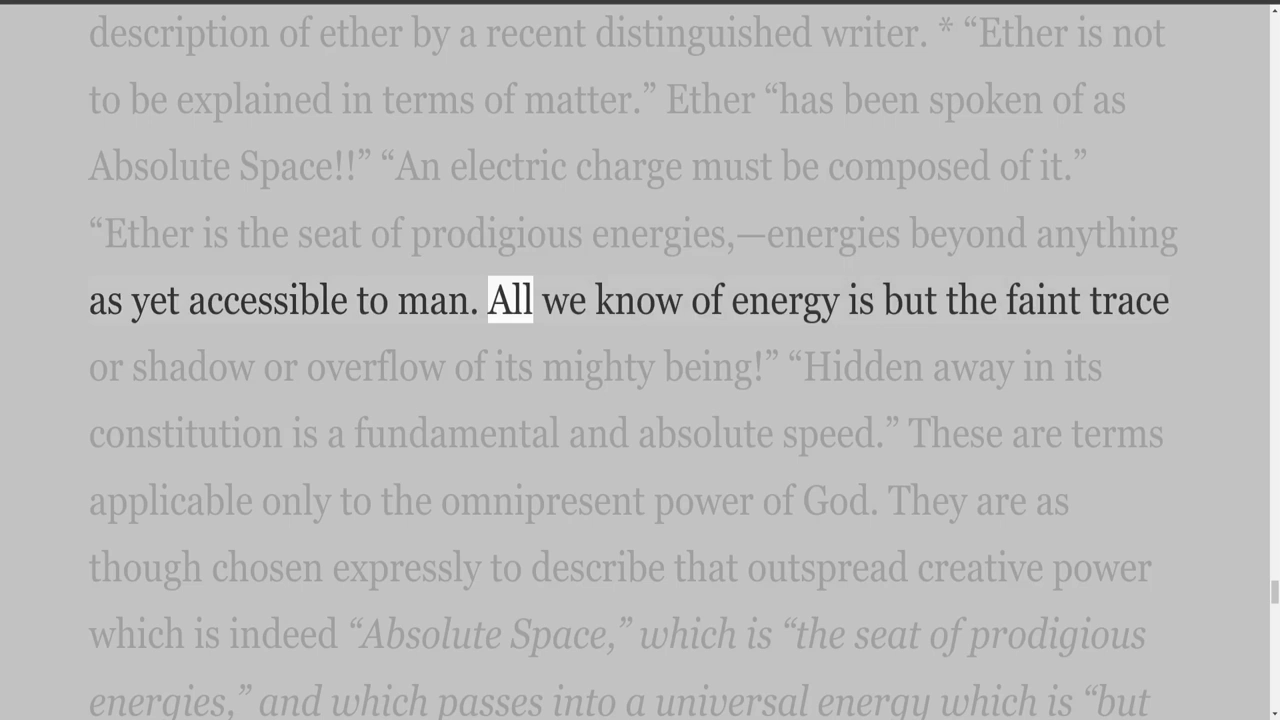 description of ether by a recent distinguished writer. * “Ether is not
to be explained in terms of matter.” Ether “has been spoken of as
Absolute Space!!” “An electric charge must be composed of it.”
“Ether is the seat of prodigious energies,—energies beyond anything
as yet accessible to man. All we know of energy is but the faint trace
or shadow or overflow of its mighty being!” “Hidden away in its
constitution is a fundamental and absolute speed.” These are terms
applicable only to the omnipresent power of God. They are as
though chosen expressly to describe that outspread creative power
which is indeed “Absolute Space,” which is “the seat of prodigious
energies,” and which passes into a universal energy which is “but